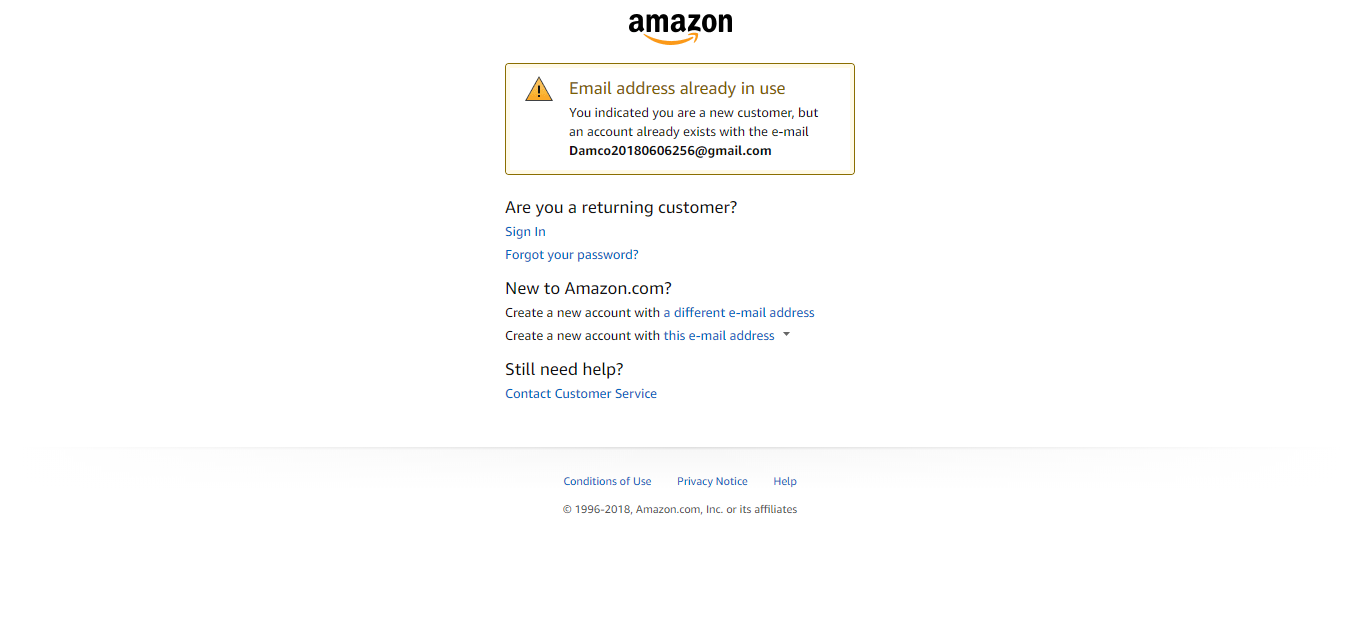 amazon
Email address already in use
You indicated you are a new customer, but
an account already exists with the e-mail
Damco20180606256@gmail.com
Are you a returning customer?
Sign In
Forgot your password?
New to Amazon.com?
Create a new account with a different e-mail address
Create a new account with this e-mail address
Still need help?
Contact Customer Service
Conditions of Use Privacy Notice Help
© 1996-2018, Amazon.com, Inc. or its affiliates